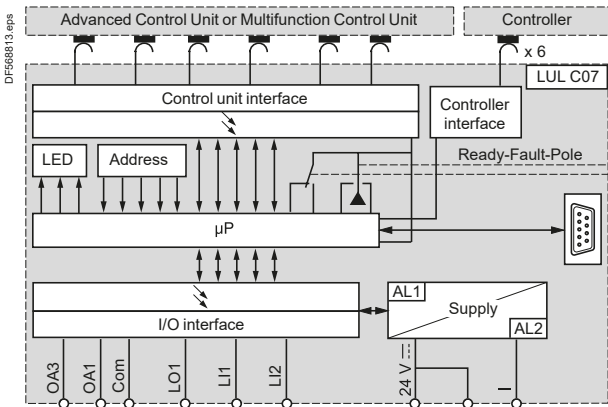 Advanced Control Unit or Multifunction Control Unit
Controller
DF568813.eps
x 6
LUL C07
Control unit interface
Controller
interface
LED
Address
Ready-Fault-Pole
µP
AL1
Supply
AL2
I/O interface
OA3
OA1
Com
LO1
LI1
LI2
24 V
I